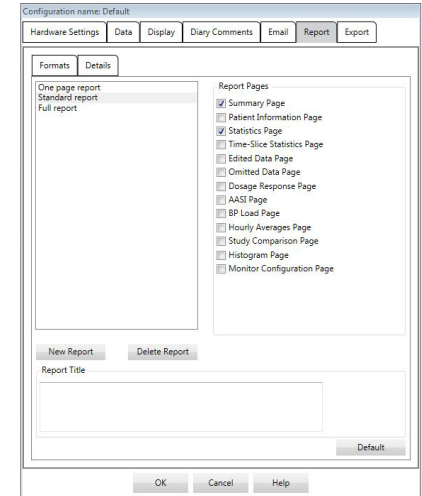 Configuration name: Default
Hardware Settings Data Display Diary Comments Email Report Export
Formats Details
One page report
Standard report
Full report
Report Pages
Summary Page
Patient Information Page
Statistics Page
Time-Slice Statistics Page
Edited Data Page
Omitted Data Page
Dosage Response Page
AASI Page
BP Load Page
Hourly Averages Page
Study Comparison Page
Histogram Page
Monitor Configuration Page
New Report Delete Report
Report Title
Default
OK Cancel Help